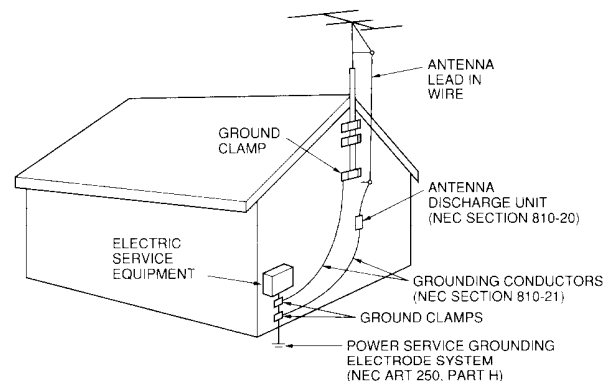 ANTENNA
LEAD IN
WIRE
GROUND
CLAMP
ANTENNA
DISCHARGE UNIT
(NEC SECTION 810-20)
ELECTRIC
SERVICE
EQUIPMENT
GROUNDING CONDUCTORS
(NEC SECTION 810-21)
GROUND CLAMPS
POWER SERVICE GROUNDING
ELECTRODE SYSTEM
(NEC ART 250, PART H)